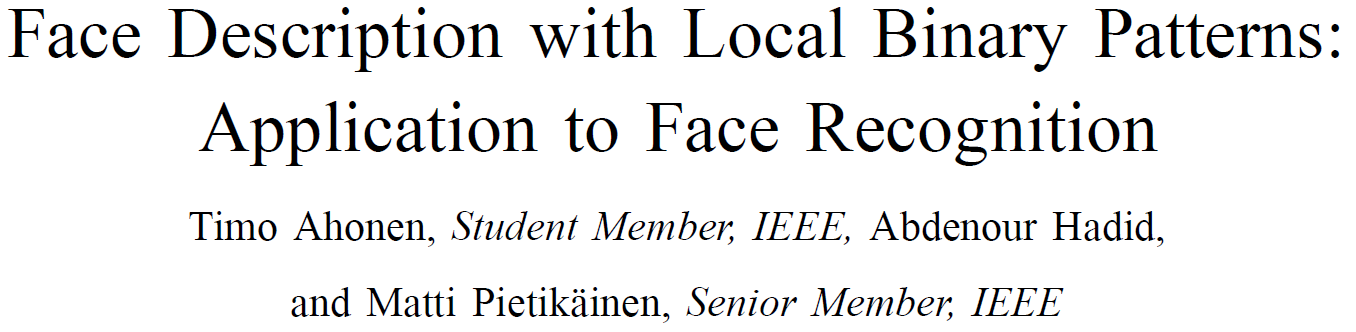 Face Description with Local Binary Patterns:
Application to Face Recognition
Timo Ahonen, Student Member, IEEE, Abdenour Hadid,
and Matti Pietikäinen, Senior Member, IEEE